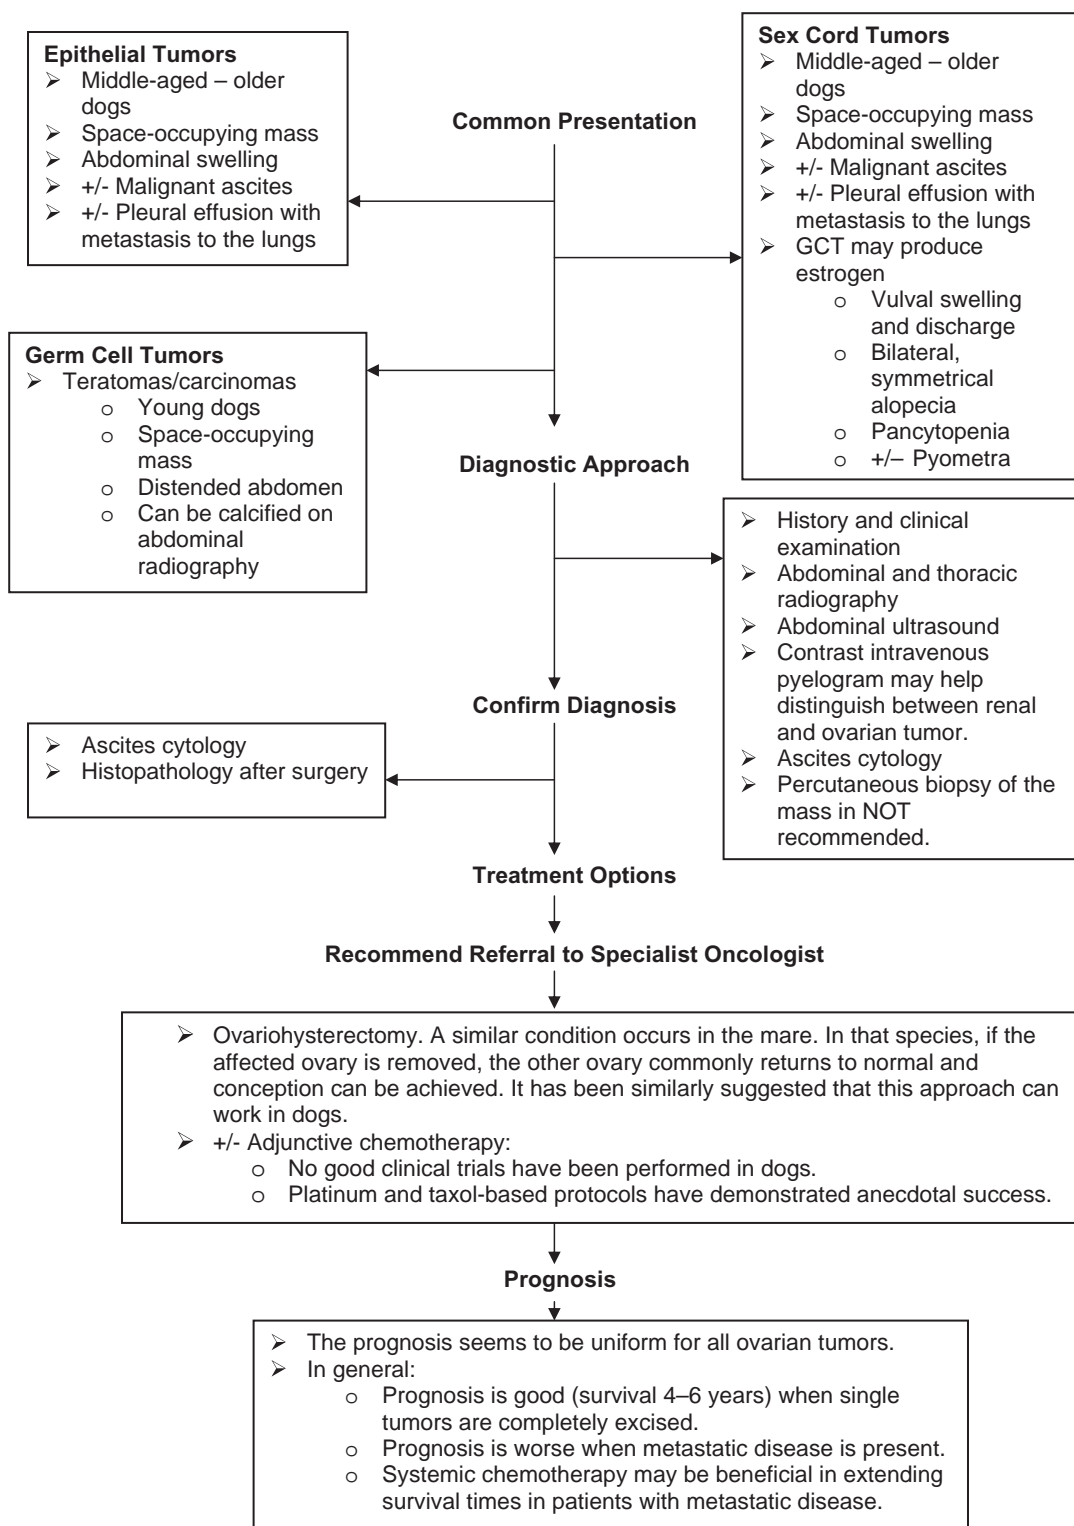 Epithelial Tumors
➢ Middle-aged – older
dogs
➢ Space-occupying mass
➢ Abdominal swelling
➢ +/- Malignant ascites
➢ +/- Pleural effusion with
metastasis to the lungs
Common Presentation
Sex Cord Tumors
➢ Middle-aged – older
dogs
➢ Space-occupying mass
➢ Abdominal swelling
➢ +/- Malignant ascites
➢ +/- Pleural effusion with
metastasis to the lungs
➢ GCT may produce
estrogen
o Vulval swelling
and discharge
o Bilateral,
symmetrical
alopecia
o Pancytopenia
o +/– Pyometra
Germ Cell Tumors
➢ Teratomas/carcinomas
o Young dogs
o Space-occupying
mass
o Distended abdomen
o Can be calcified on
abdominal
radiography
Diagnostic Approach
➢ History and clinical
examination
➢ Abdominal and thoracic
radiography
➢ Abdominal ultrasound
➢ Contrast intravenous
pyelogram may help
distinguish between renal
and ovarian tumor.
➢ Ascites cytology
➢ Percutaneous biopsy of the
mass in NOT
recommended.
Confirm Diagnosis
➢ Ascites cytology
➢ Histopathology after surgery
Treatment Options
Recommend Referral to Specialist Oncologist
➢ Ovariohysterectomy. A similar condition occurs in the mare. In that species, if the
affected ovary is removed, the other ovary commonly returns to normal and
conception can be achieved. It has been similarly suggested that this approach can
work in dogs.
➢ +/- Adjunctive chemotherapy:
o No good clinical trials have been performed in dogs.
o Platinum and taxol-based protocols have demonstrated anecdotal success.
Prognosis
➢ The prognosis seems to be uniform for all ovarian tumors.
➢ In general:
o Prognosis is good (survival 4–6 years) when single
tumors are completely excised.
o Prognosis is worse when metastatic disease is present.
o Systemic chemotherapy may be beneficial in extending
survival times in patients with metastatic disease.